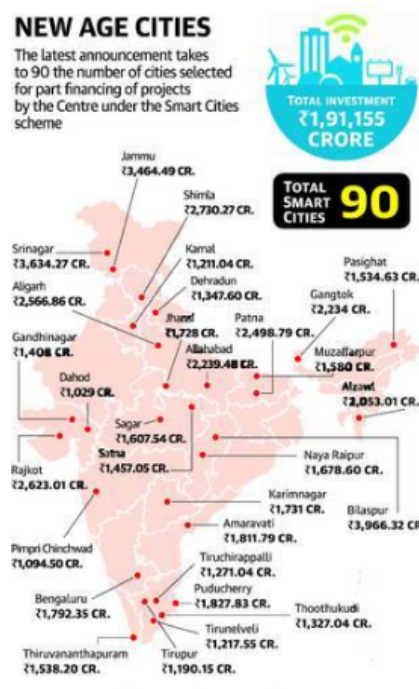 NEW AGE CITIES
The latest announcement takes
to 90 the number of cities selected
for part financing of projects
by the Centre under the Smart Cities
scheme
TOTAL INVESTMENT
₹1,91,155
CRORE
TOTAL
SMART
CITIES
90
Jammu
₹3,464.49 CR.
Shimla
₹2,730.27 CR.
Srinagar
₹3,634.27 CR.
Karnal
₹1,211.04 CR.
Pasighat
₹1,534.63 CR.
Aligarh
₹2,566.86 CR.
Dehradun
₹1,347.60 CR.
Gangtok
₹2,234 CR.
Jhansi
₹1,728 CR.
Patna
₹2,498.79 CR.
Gandhinagar
₹1,408 CR.
Allahabad
₹2,239.48 CR.
Muzaffarpur
₹1,580 CR.
Dahod
₹1,029 CR.
Aizawl
₹2,053.01 CR.
Sagar
₹1,607.54 CR.
Satna
₹1,457.05 CR.
Naya Raipur
₹1,678.60 CR.
Rajkot
₹2,623.01 CR.
Karimnagar
₹1,731 CR.
Bilaspur
₹3,966.32 CR.
Amaravati
₹1,811.79 CR.
Pimpri Chinchwad
₹1,094.50 CR.
Tiruchirappalli
₹1,271.04 CR.
Bengaluru
₹1,792.35 CR.
Puducherry
₹1,827.83 CR.
Thoothukudi
₹1,327.04 CR.
Tirunelveli
₹1,217.55 CR.
Thiruvananthapuram
₹1,538.20 CR.
Tirupur
₹1,190.15 CR.